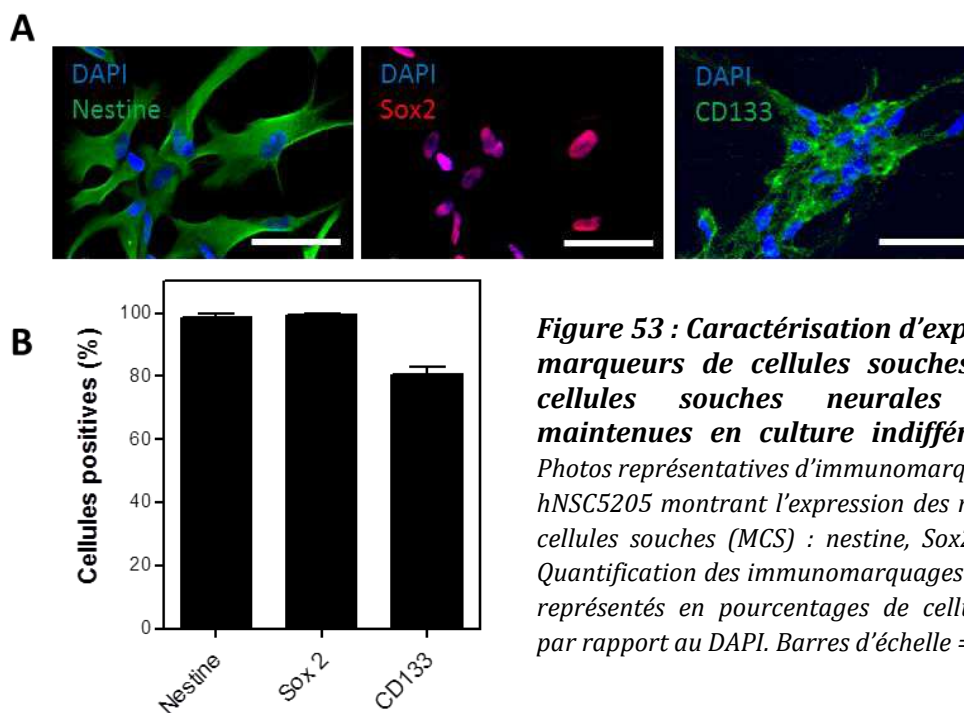 A
DAPI
Nestine
DAPI
Sox2
DAPI
CD133
B
Cellules positives (%)
100
80
60
40
20
0
Nestine
Sox 2
CD133
Figure 53 : Caractérisation d’exp
marqueurs de cellules souches
cellules souches neurales
maintenues en culture indiffér
Photos représentatives d’immunomarq
hNSC5205 montrant l’expression des
cellules souches (MCS) : nestine, Sox2
Quantification des immunomarquages
représentés en pourcentages de cell
par rapport au DAPI. Barres d’échelle =